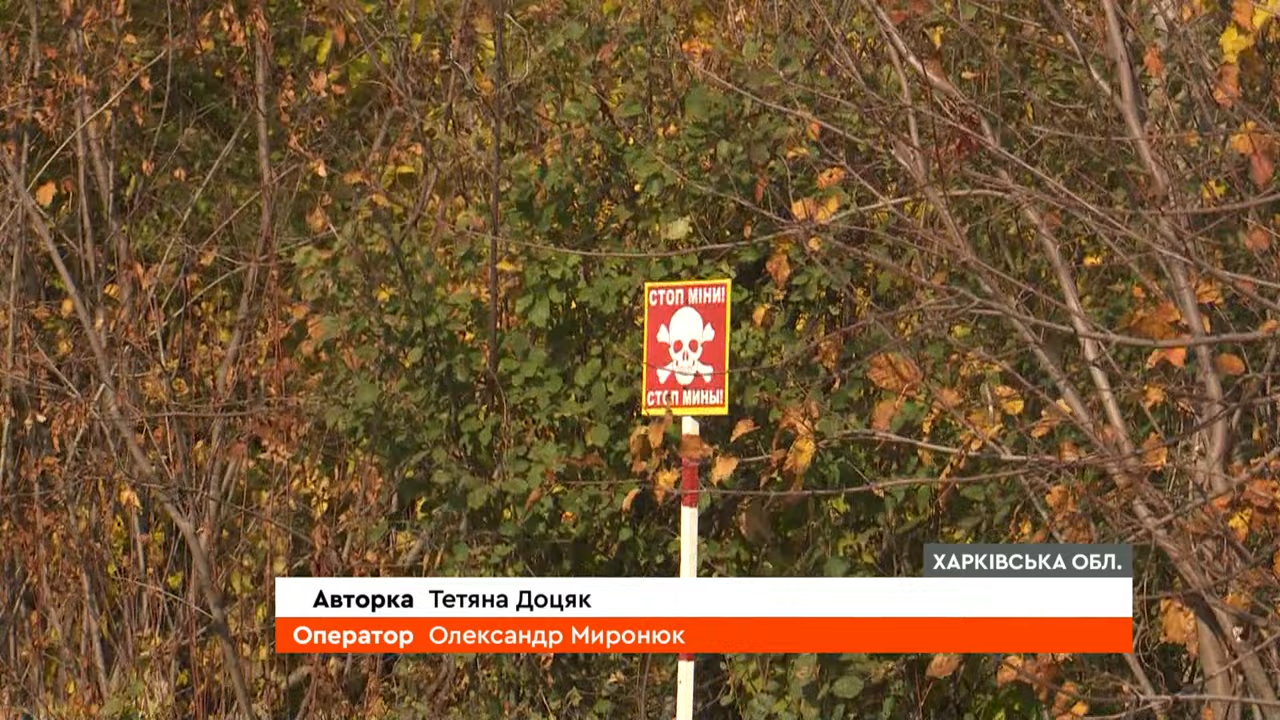 СТОП МІНИ!
СТОП МИНЫ!
ХАРКІВСЬКА ОБЛ.
Авторка Тетяна Доцяк
Оператор Олександр Миронюк